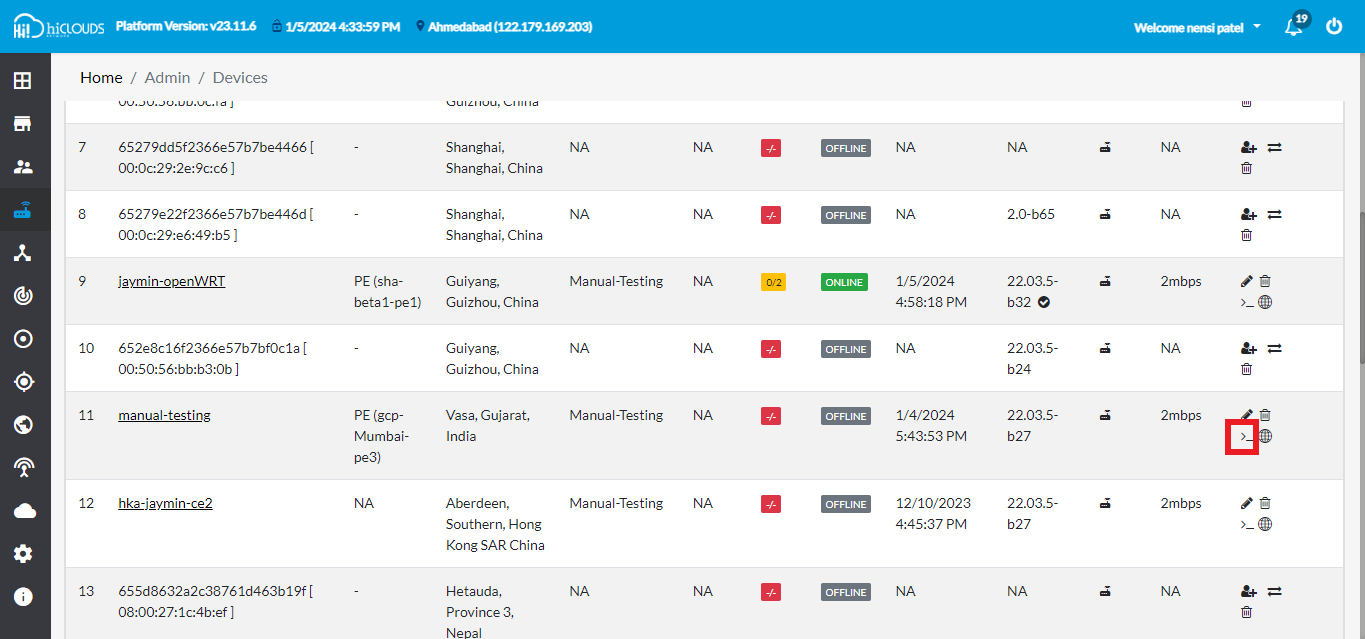 hiCLOUDS
NETWORK
Platform Version: v23.11.6
1/5/2024 4:33:59 PM
Ahmedabad (122.179.169.203)
Welcome nensi patel
19
Home / Admin / Devices
00:50:56:bb:0c:fa ] Guizhou, China
7 65279dd5f2366e57b7be4466 [ - Shanghai, NA NA -/- OFFLINE NA NA NA
00:0c:29:2e:9c:c6 ] Shanghai, China
8 65279e22f2366e57b7be446d [ - Shanghai, NA NA -/- OFFLINE NA 2.0-b65 NA
00:0c:29:e6:49:b5 ] Shanghai, China
9 jaymin-openWRT PE (sha- Guiyang, Manual-Testing NA 0/2 ONLINE 1/5/2024 22.03.5- 2mbps
beta1-pe1) Guizhou, China 4:58:18 PM b32
10 652e8c16f2366e57b7bf0c1a [ - Guiyang, NA NA -/- OFFLINE NA 22.03.5- NA
00:50:56:bb:b3:0b ] Guizhou, China b24
11 manual-testing PE (gcp- Vasa, Gujarat, Manual-Testing NA -/- OFFLINE 1/4/2024 22.03.5- 2mbps
Mumbai- India 5:43:53 PM b27
pe3)
12 hka-jaymin-ce2 NA Aberdeen, Manual-Testing NA -/- OFFLINE 12/10/2023 22.03.5- 2mbps
Southern, Hong 4:45:37 PM b27
Kong SAR China
13 655d8632a2c38761d463b19f [ - Hetauda, NA NA -/- OFFLINE NA NA NA
08:00:27:1c:4b:ef ] Province 3,
Nepal